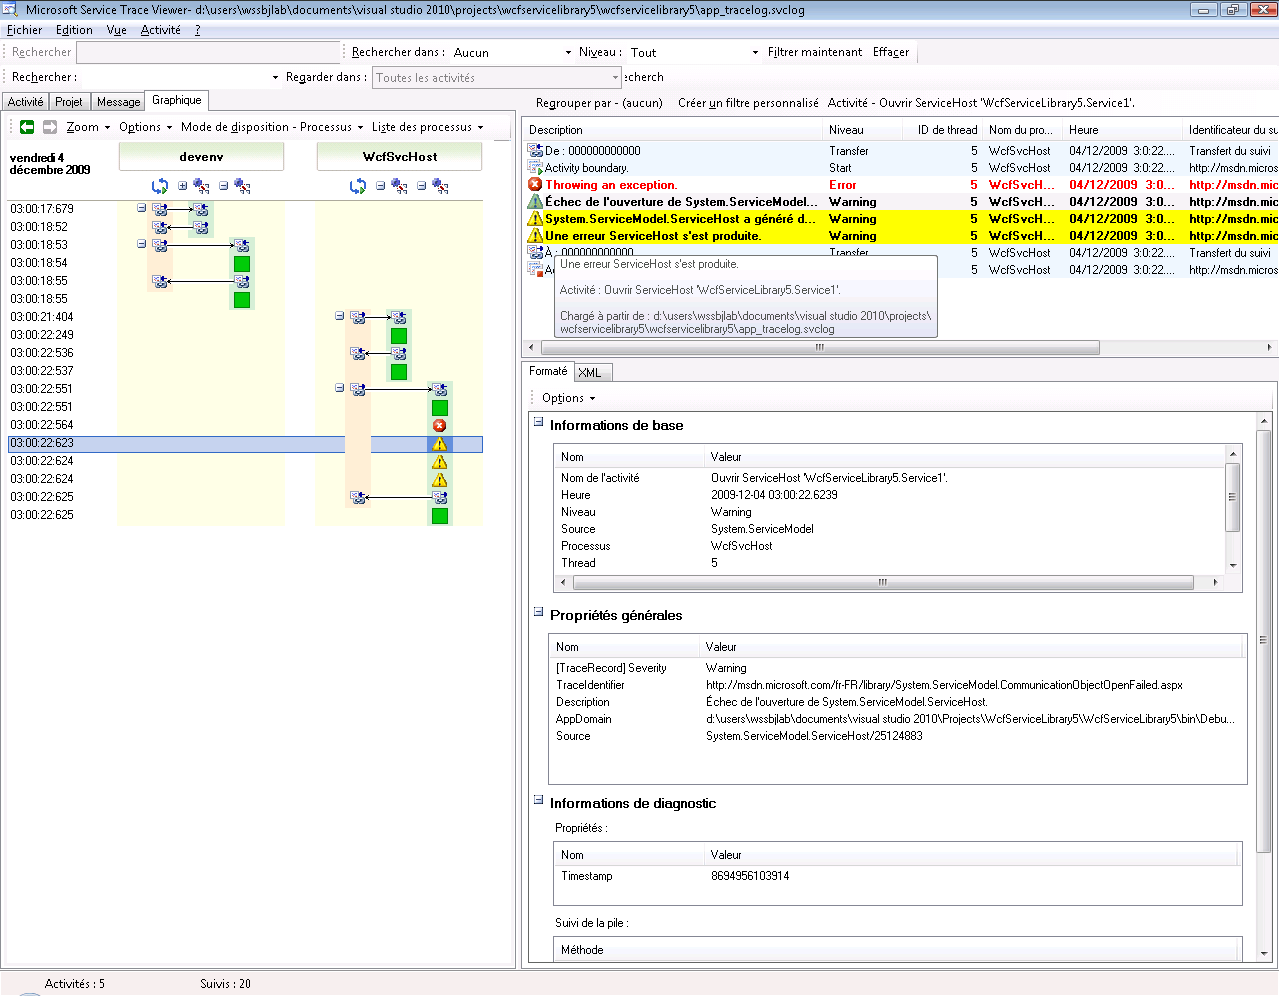 Microsoft Service Trace Viewer- d:\users\wssbjlab\documents\visual studio 2010\projects\wcfservicelibrary5\wcfservicelibrary5\app_tracelog.svclog
Fichier Edition Vue Activité ?
Rechercher Rechercher dans : Aucun Niveau : Tout Filtrer maintenant Effacer
Rechercher : Regarder dans : Toutes les activités echerch
Activité Projet Message Graphique
Zoom Options Mode de disposition - Processus Liste des processus
vendredi 4 décembre 2009
devenv WcfSvcHost
03:00:17:679
03:00:18:52
03:00:18:53
03:00:18:54
03:00:18:55
03:00:18:55
03:00:21:404
03:00:22:249
03:00:22:536
03:00:22:537
03:00:22:551
03:00:22:551
03:00:22:564
03:00:22:623
03:00:22:624
03:00:22:624
03:00:22:625
03:00:22:625
Regrouper par - (aucun) Créer un filtre personnalisé Activité - Ouvrir ServiceHost 'WcfServiceLibrary5.Service1'.
Description Niveau ID de thread Nom du pro... Heure Identificateur du su
De : 000000000000 Transfer 5 WcfSvcHost 04/12/2009 3:0:22.... Transfert du suivi
Activity boundary. Start 5 WcfSvcHost 04/12/2009 3:0:22.... http://msdn.micros
Throwing an exception. Error 5 WcfSvcH... 04/12/2009 3:0... http://msdn.mic
Échec de l'ouverture de System.ServiceModel... Warning 5 WcfSvcH... 04/12/2009 3:0... http://msdn.mic
System.ServiceModel.ServiceHost a généré d... Warning 5 WcfSvcH... 04/12/2009 3:0... http://msdn.mic
Une erreur ServiceHost s'est produite. Warning 5 WcfSvcH... 04/12/2009 3:0... http://msdn.mic
À : 000000000000 Transfer 5 WcfSvcHost 04/12/2009 3:0:22.... Transfert du suivi
5 WcfSvcHost 04/12/2009 3:0:22.... http://msdn.micros
Une erreur ServiceHost s'est produite.
Activité : Ouvrir ServiceHost 'WcfServiceLibrary5.Service1'.
Chargé à partir de : d:\users\wssbjlab\documents\visual studio 2010\projects\
wcfservicelibrary5\wcfservicelibrary5\app_tracelog.svclog
Formaté XML
Options
Informations de base
Nom Valeur
Nom de l'activité Ouvrir ServiceHost 'WcfServiceLibrary5.Service1'.
Heure 2009-12-04 03:00:22.6239
Niveau Warning
Source System.ServiceModel
Processus WcfSvcHost
Thread 5
Propriétés générales
Nom Valeur
[TraceRecord] Severity Warning
TraceIdentifier http://msdn.microsoft.com/fr-FR/library/System.ServiceModel.CommunicationObjectOpenFailed.aspx
Description Échec de l'ouverture de System.ServiceModel.ServiceHost.
AppDomain d:\users\wssbjlab\documents\visual studio 2010\Projects\WcfServiceLibrary5\WcfServiceLibrary5\bin\Debu...
Source System.ServiceModel.ServiceHost/25124883
Informations de diagnostic
Propriétés :
Nom Valeur
Timestamp 8694956103914
Suivi de la pile :
Méthode
Activités : 5 Suivis : 20